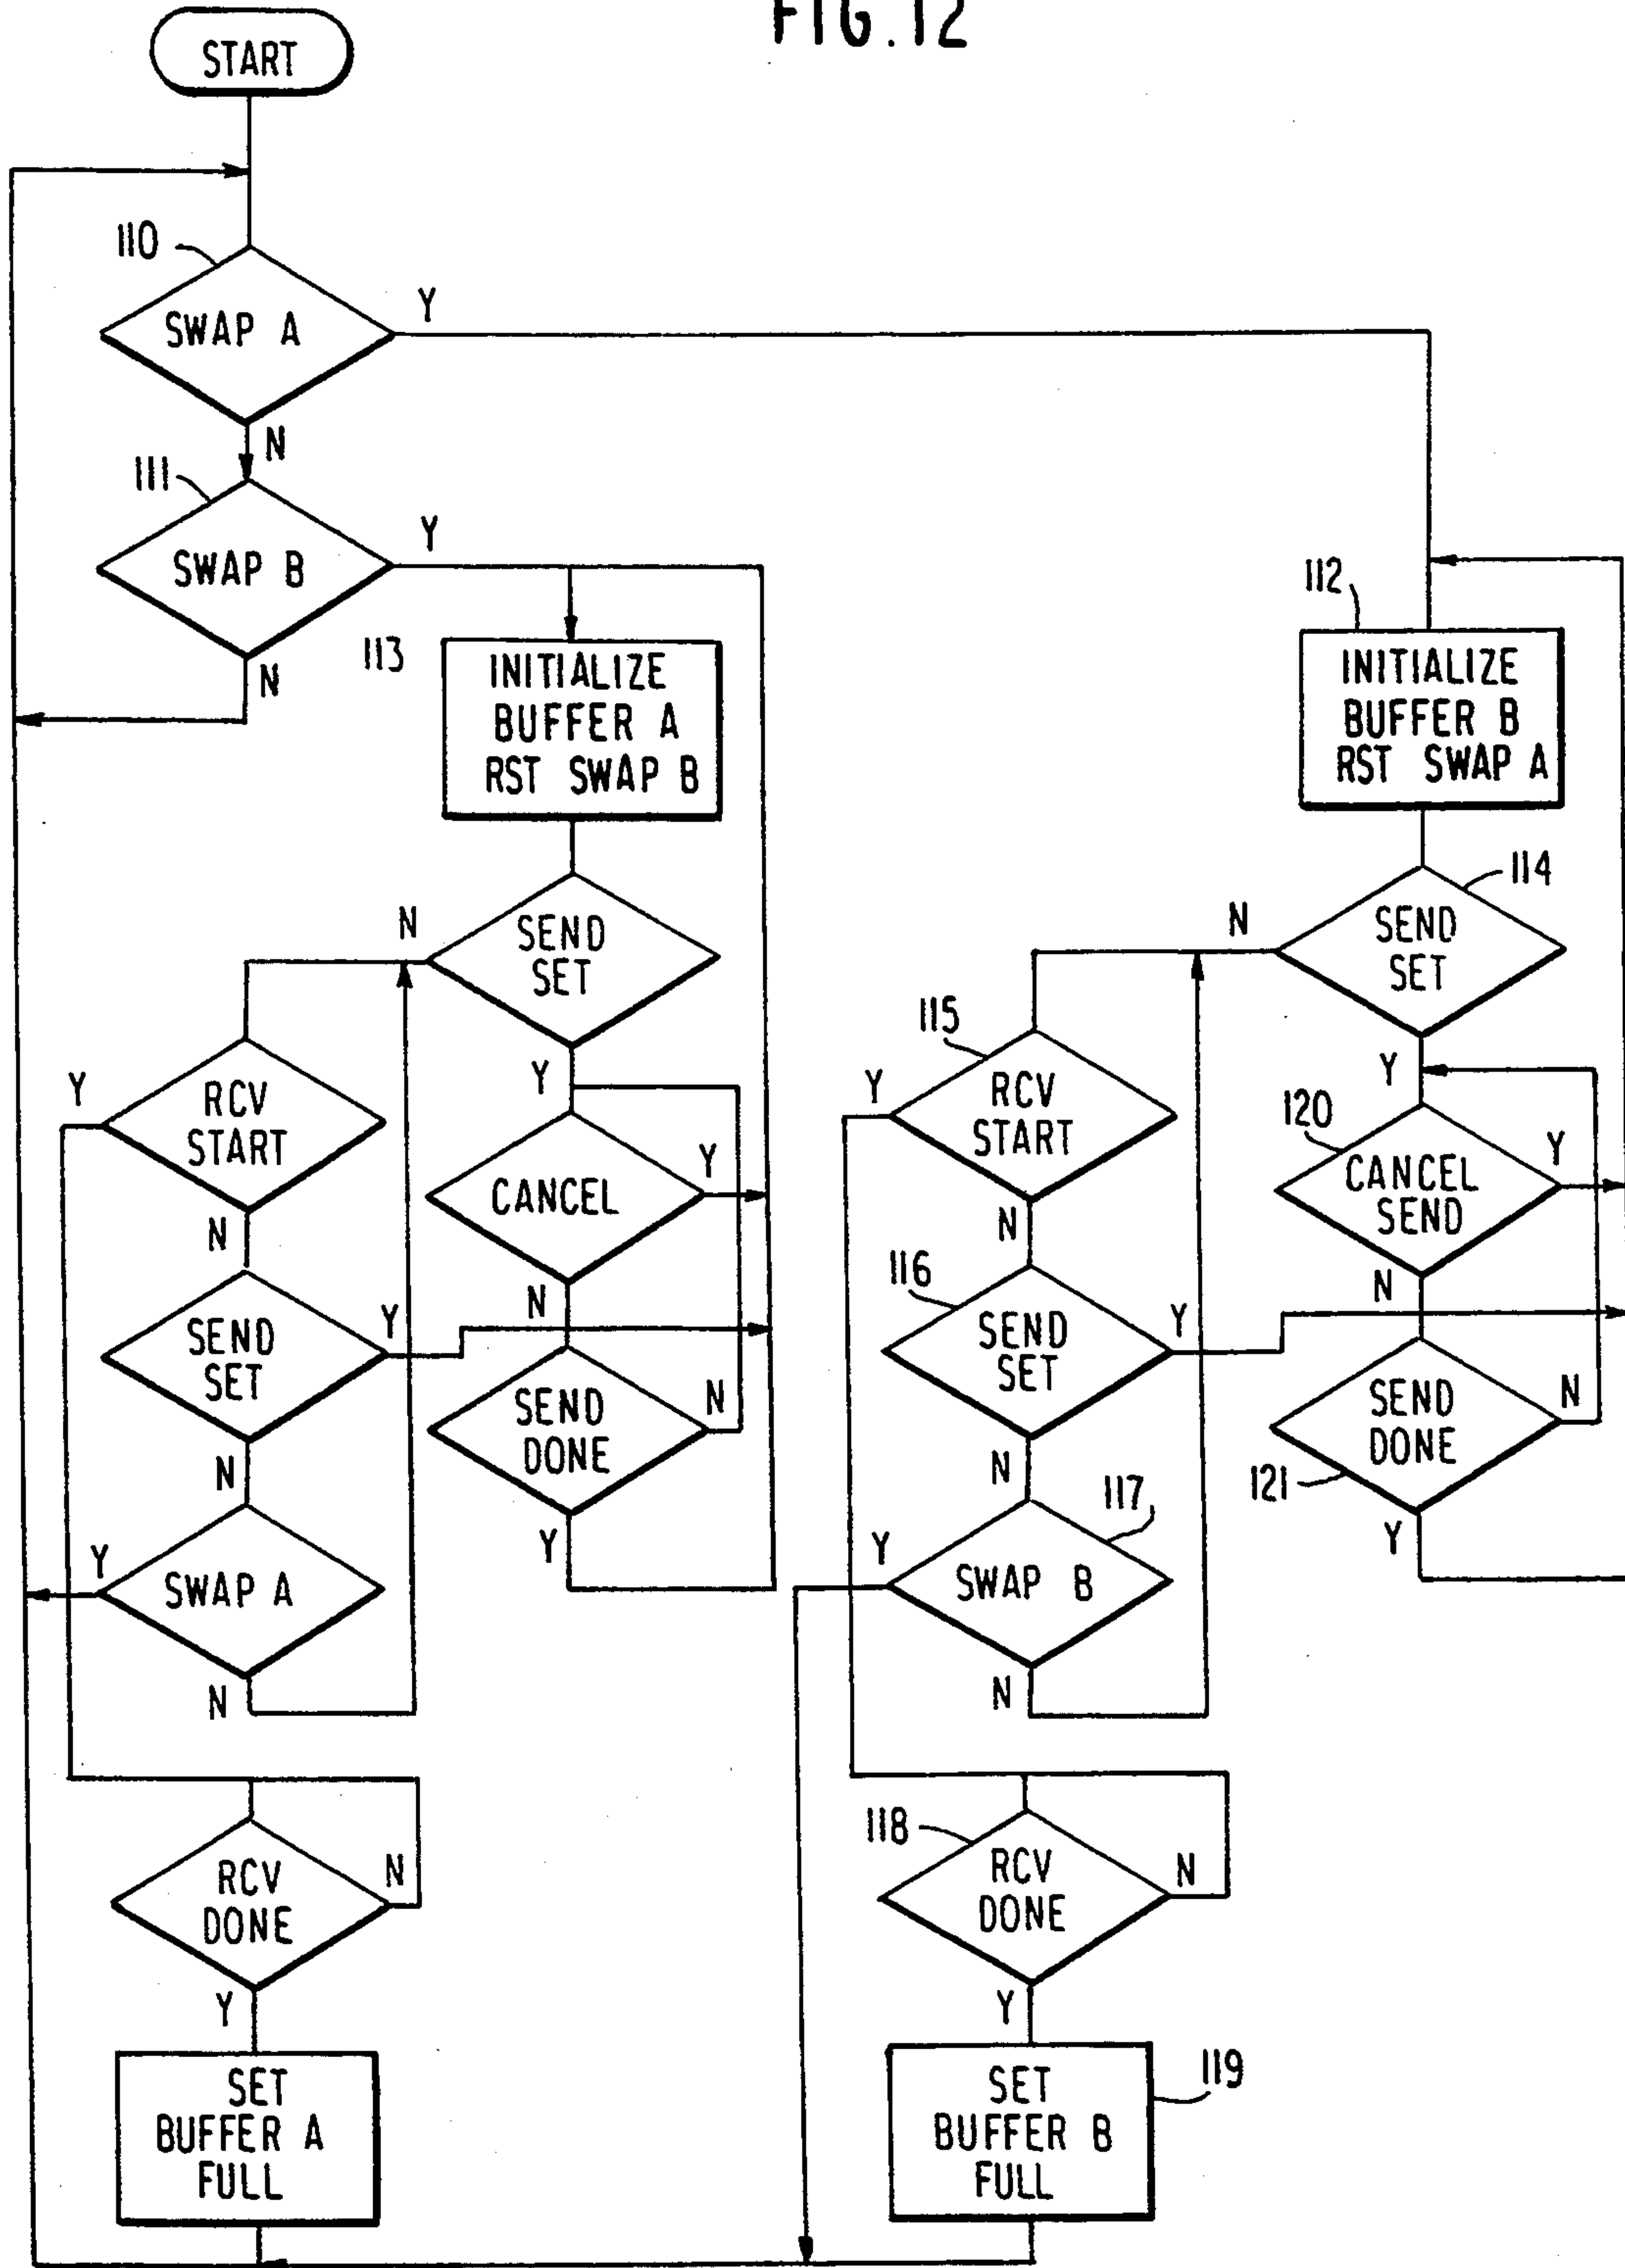 FIG. 12
START
110
SWAP A
Y
N
111
SWAP B
Y
N
113
INITIALIZE
BUFFER A
RST SWAP B
112
INITIALIZE
BUFFER B
RST SWAP A
N
SEND
SET
Y
Y
RCV
START
N
CANCEL
Y
N
SEND
SET
Y
N
SEND
DONE
N
Y
Y
SWAP A
N
RCV
DONE
N
Y
SET
BUFFER A
FULL
114
N
SEND
SET
Y
115
Y
RCV
START
N
120
CANCEL
SEND
Y
N
116
SEND
SET
Y
N
SEND
DONE
N
121
Y
117
Y
SWAP B
N
118
RCV
DONE
N
Y
119
SET
BUFFER B
FULL